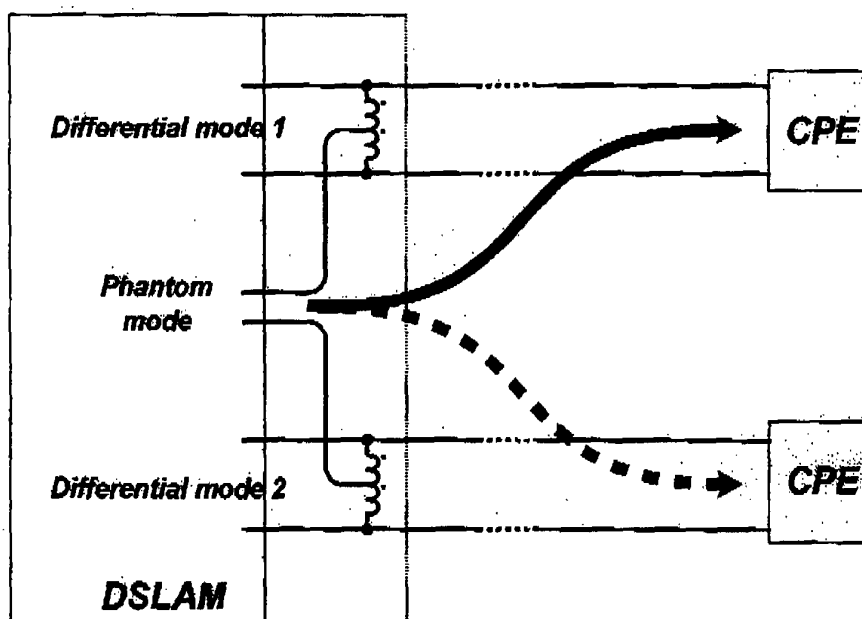 Differential mode 1
CPE
Phantom
mode
Differential mode 2
CPE
DSLAM